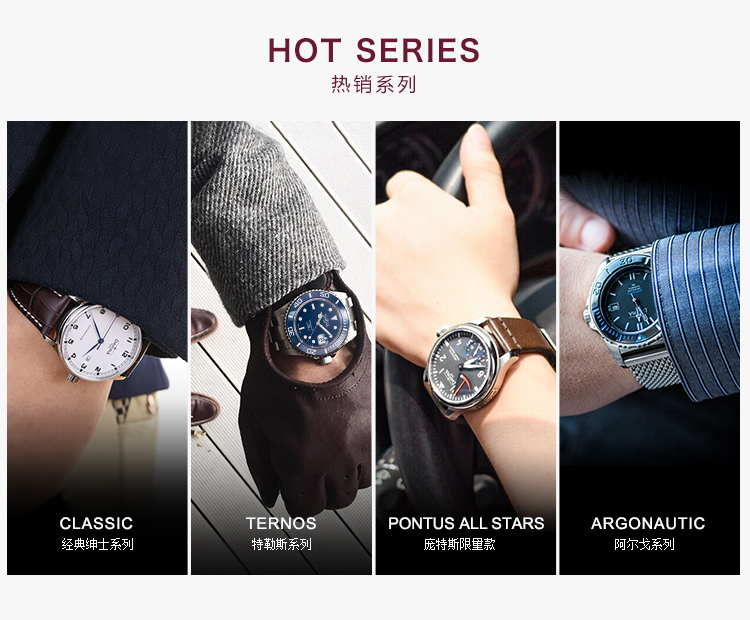 HOT SERIES
热销系列
CLASSIC
经典绅士系列
TERNOS
特勒斯系列
PONTUS ALL STARS
庞特斯限量款
ARGONAUTIC
阿尔戈系列